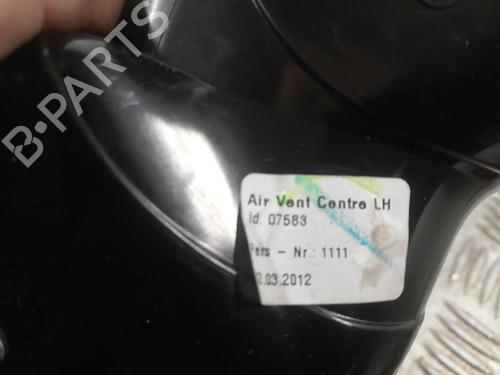 B-PARTS
Air Vent Centre LH
Id. 07583
Pers - Nr.: 1111
2.03.2012